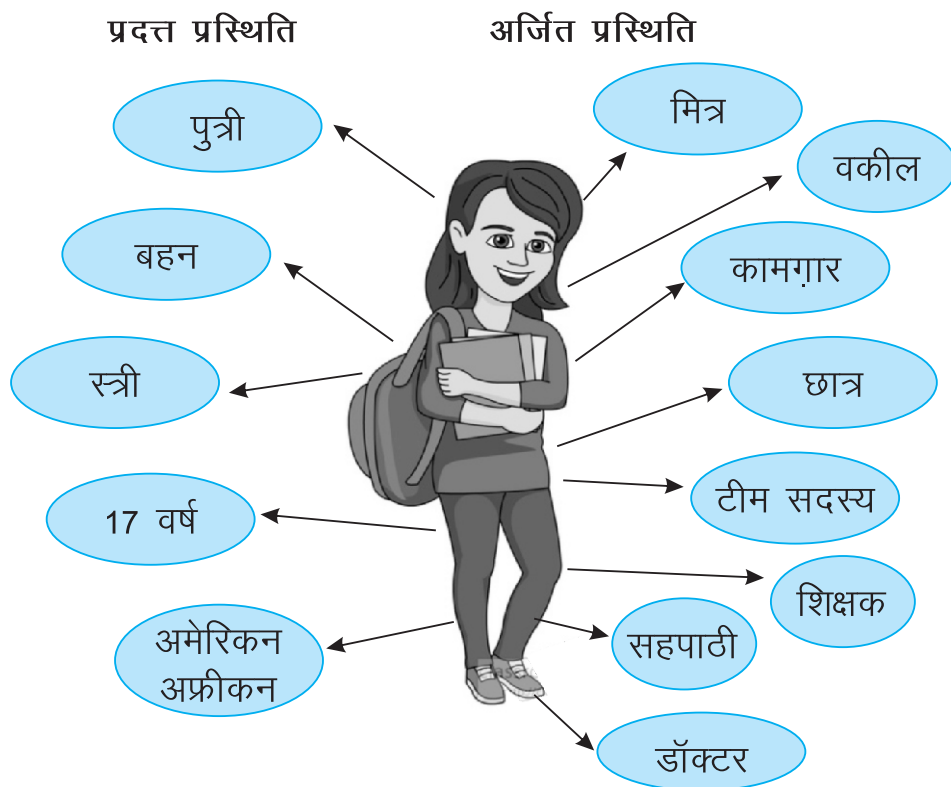 प्रदत्त प्रस्थिति
अर्जित प्रस्थिति
पुत्री
बहन
स्त्री
17 वर्ष
अमेरिकन
अफ्रीकन
मित्र
वकील
कामग़ार
छात्र
टीम सदस्य
शिक्षक
सहपाठी
डॉक्टर